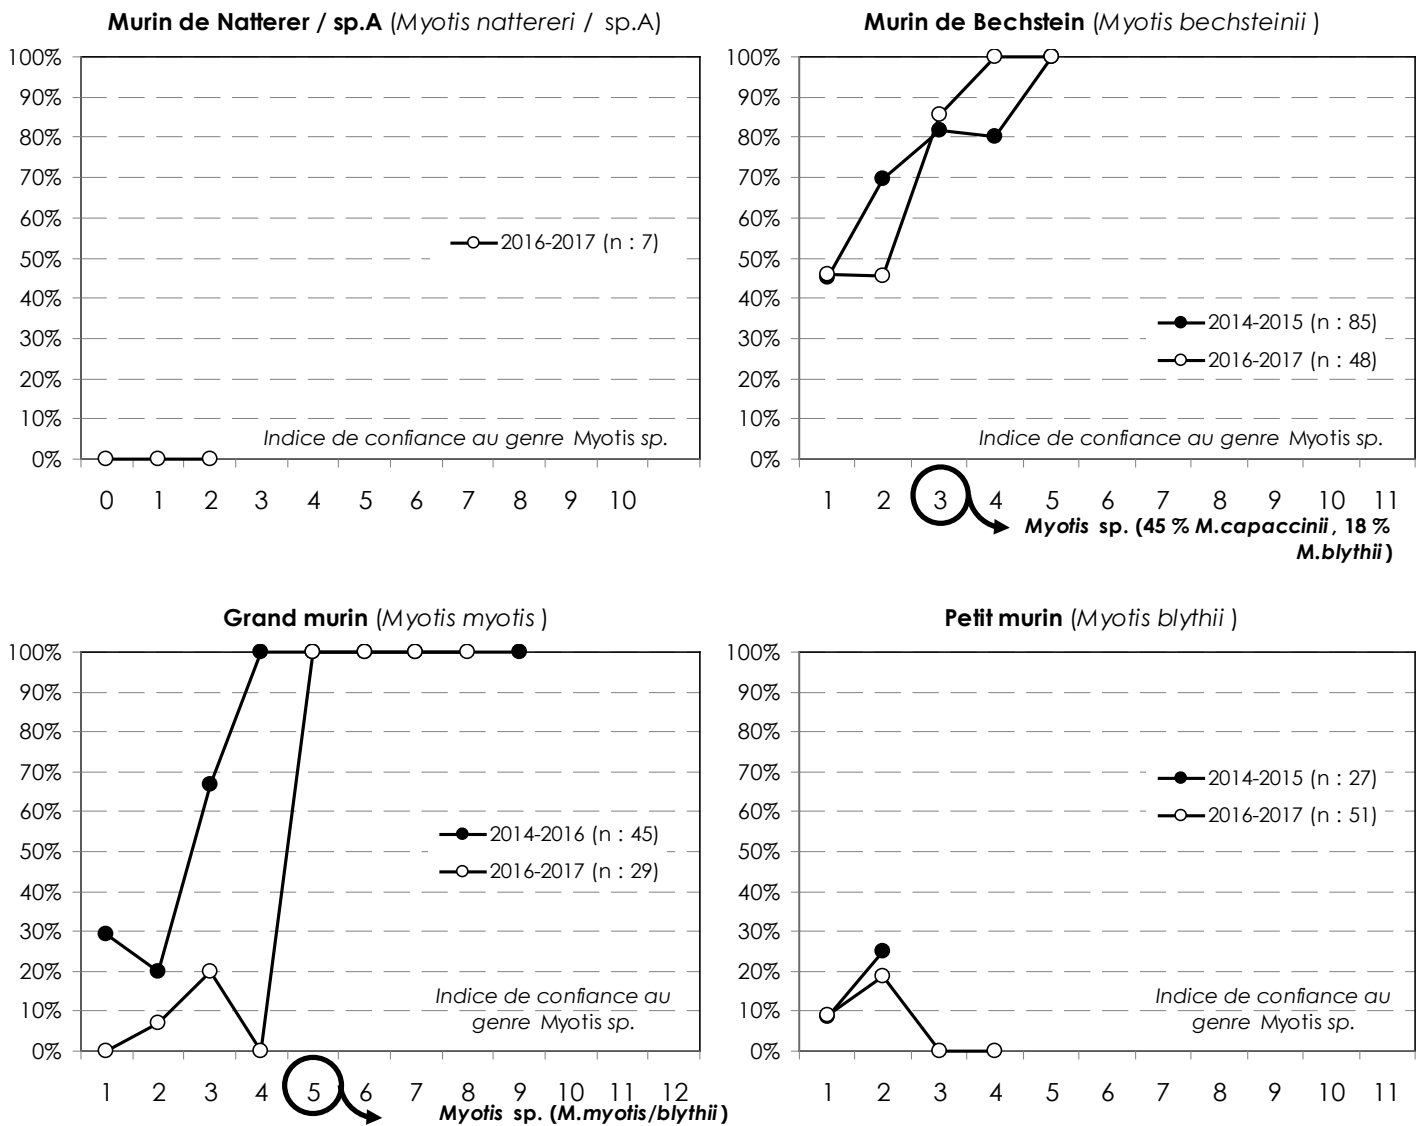 Murin de Natterer / sp.A (Myotis nattereri / sp.A)
100%
90%
80%
70%
60%
50%
40%
30%
20%
10%
0%
2016-2017 (n : 7)
Indice de confiance au genre Myotis sp.
0 1 2 3 4 5 6 7 8 9 10
Murin de Bechstein (Myotis bechsteinii )
100%
90%
80%
70%
60%
50%
40%
30%
20%
10%
0%
2014-2015 (n : 85)
2016-2017 (n : 48)
Indice de confiance au genre Myotis sp.
1 2 3 4 5 6 7 8 9 10 11
Myotis sp. (45 % M.capaccinii, 18 %
M.blythii)
Grand murin (Myotis myotis )
100%
90%
80%
70%
60%
50%
40%
30%
20%
10%
0%
2014-2016 (n : 45)
2016-2017 (n : 29)
Indice de confiance au
genre Myotis sp.
1 2 3 4 5 6 7 8 9 10 11 12
Myotis sp. (M.myotis/blythii)
Petit murin (Myotis blythii )
100%
90%
80%
70%
60%
50%
40%
30%
20%
10%
0%
2014-2015 (n : 27)
2016-2017 (n : 51)
Indice de confiance au
genre Myotis sp.
1 2 3 4 5 6 7 8 9 10 11